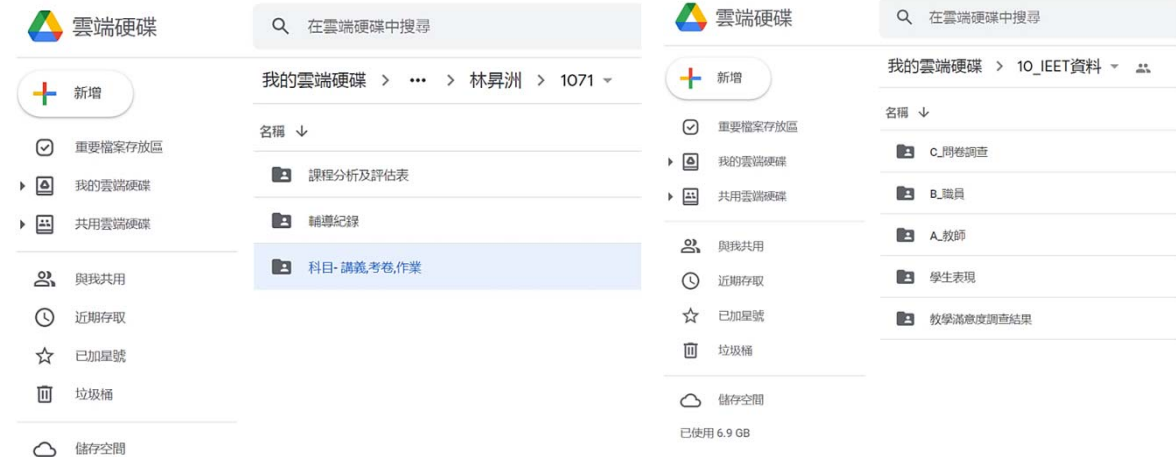 雲端硬碟
在雲端硬碟中搜尋
新增
我的雲端硬碟 > ••• > 林昇洲 > 1071
名稱 ↓
重要檔案存放區
我的雲端硬碟
共用雲端硬碟
與我共用
近期存取
已加星號
垃圾桶
儲存空間
課程分析及評估表
輔導紀錄
科目- 講義,考卷,作業
雲端硬碟
在雲端硬碟中搜尋
新增
我的雲端硬碟 > 10_IEET資料
名稱 ↓
重要檔案存放區
我的雲端硬碟
共用雲端硬碟
與我共用
近期存取
已加星號
垃圾桶
儲存空間
已使用 6.9 GB
C_問卷調查
B_職員
A_教師
學生表現
教學滿意度調查結果